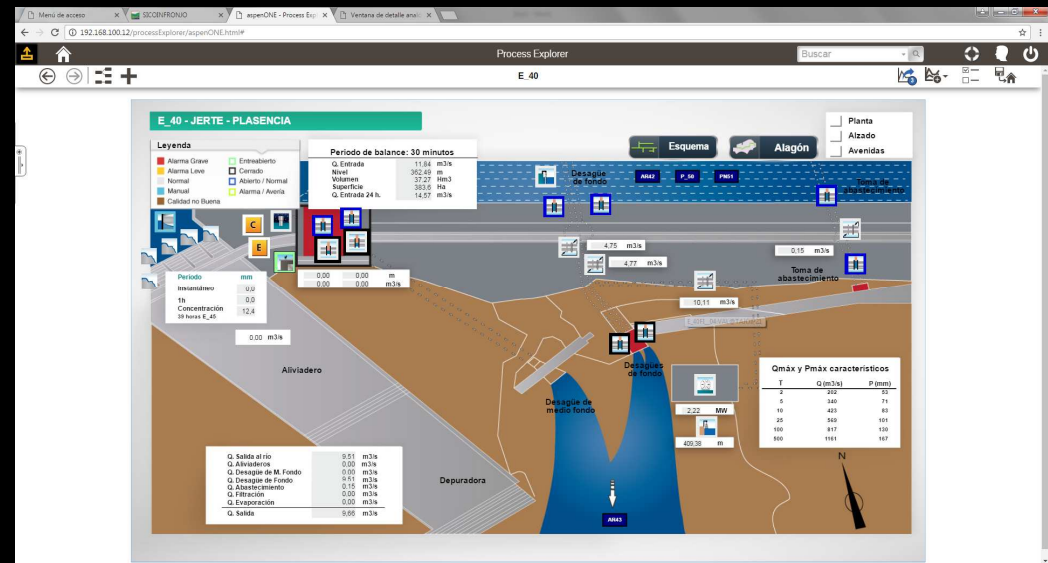 Menú de acceso
SICOINFRONJO
aspenONE - Process Exp
Ventana de detalle anal
192.168.100.12/processExplorer/aspenONE.html#
Process Explorer
Buscar
E_40
E_40 - JERTE - PLASENCIA
Leyenda
Alarma Grave
Entreabierto
Alarma Leve
Cerrado
Normal
Abierto / Normal
Manual
Alarma / Avería
Calidad no Buena
Periodo de balance: 30 minutos
Q. Entrada 11,84 m3/s
Nivel 362,49 m
Volumen 37,27 Hm3
Superficie 383,6 Ha
Q. Entrada 24 h. 14,57 m3/s
Esquema
Alagón
Planta
Alzado
Avenidas
Desagüe
de fondo
AR42
P_50
PN51
Toma de
abastecimiento
C
E
4,75 m3/s
4,77 m3/s
0,15 m3/s
Toma de
abastecimiento
0,00 0,00 m
0,00 0,00 m3/s
Periodo mm
Instantáneo 0,0
1h 0,0
Concentración 12,4
39 horas E_45
0,00 m3/s
10,11 m3/s
Aliviadero
Desagües
de fondo
Desagüe de
medio fondo
2,22 MW
409,38 m
Qmáx y Pmáx característicos
T Q (m3/s) P (mm)
2 202 53
5 340 71
10 423 83
25 569 101
100 817 130
500 1161 167
N
Q. Salida al río 9,51 m3/s
Q. Aliviaderos 0,00 m3/s
Q. Desagüe de M. Fondo 0,00 m3/s
Q. Desagüe de Fondo 9,51 m3/s
Q. Abastecimiento 0,15 m3/s
Q. Filtración 0,00 m3/s
Q. Evaporación 0,00 m3/s
Q. Salida 9,66 m3/s
Depuradora
AR43